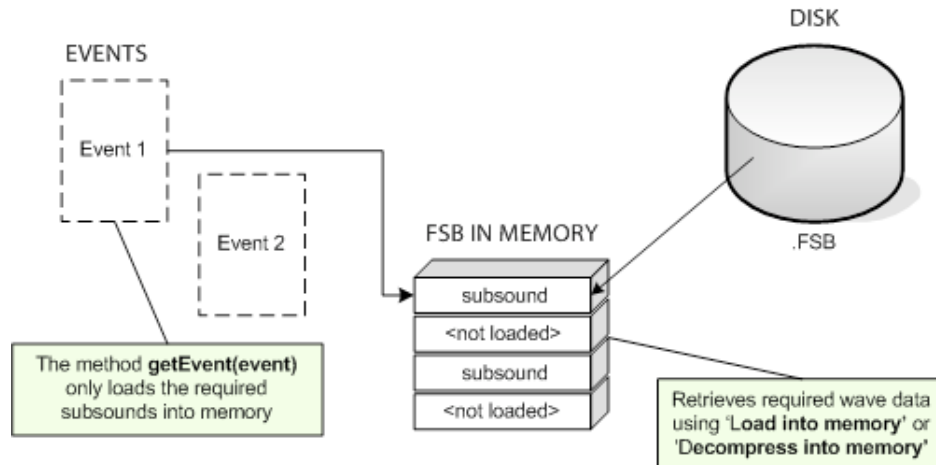 EVENTS
Event 1
Event 2
The method getEvent(event)
only loads the required
subsounds into memory
FSB IN MEMORY
subsound
<not loaded>
subsound
<not loaded>
DISK
.FSB
Retrieves required wave data
using 'Load into memory' or
'Decompress into memory'